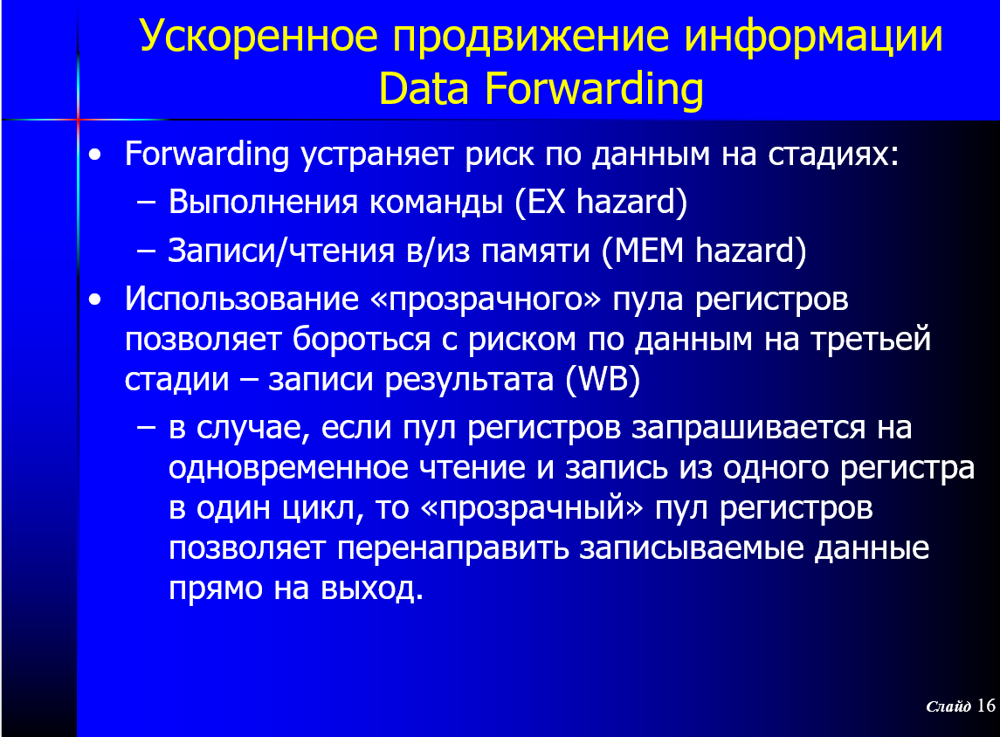 Ускоренное продвижение информации
Data Forwarding
• Forwarding устраняет риск по данным на стадиях:
– Выполнения команды (EX hazard)
– Записи/чтения в/из памяти (MEM hazard)
• Использование «прозрачного» пула регистров
позволяет бороться с риском по данным на третьей
стадии – записи результата (WB)
– в случае, если пул регистров запрашивается на
одновременное чтение и запись из одного регистра
в один цикл, то «прозрачный» пул регистров
позволяет перенаправить записываемые данные
прямо на выход.
Слайд 16